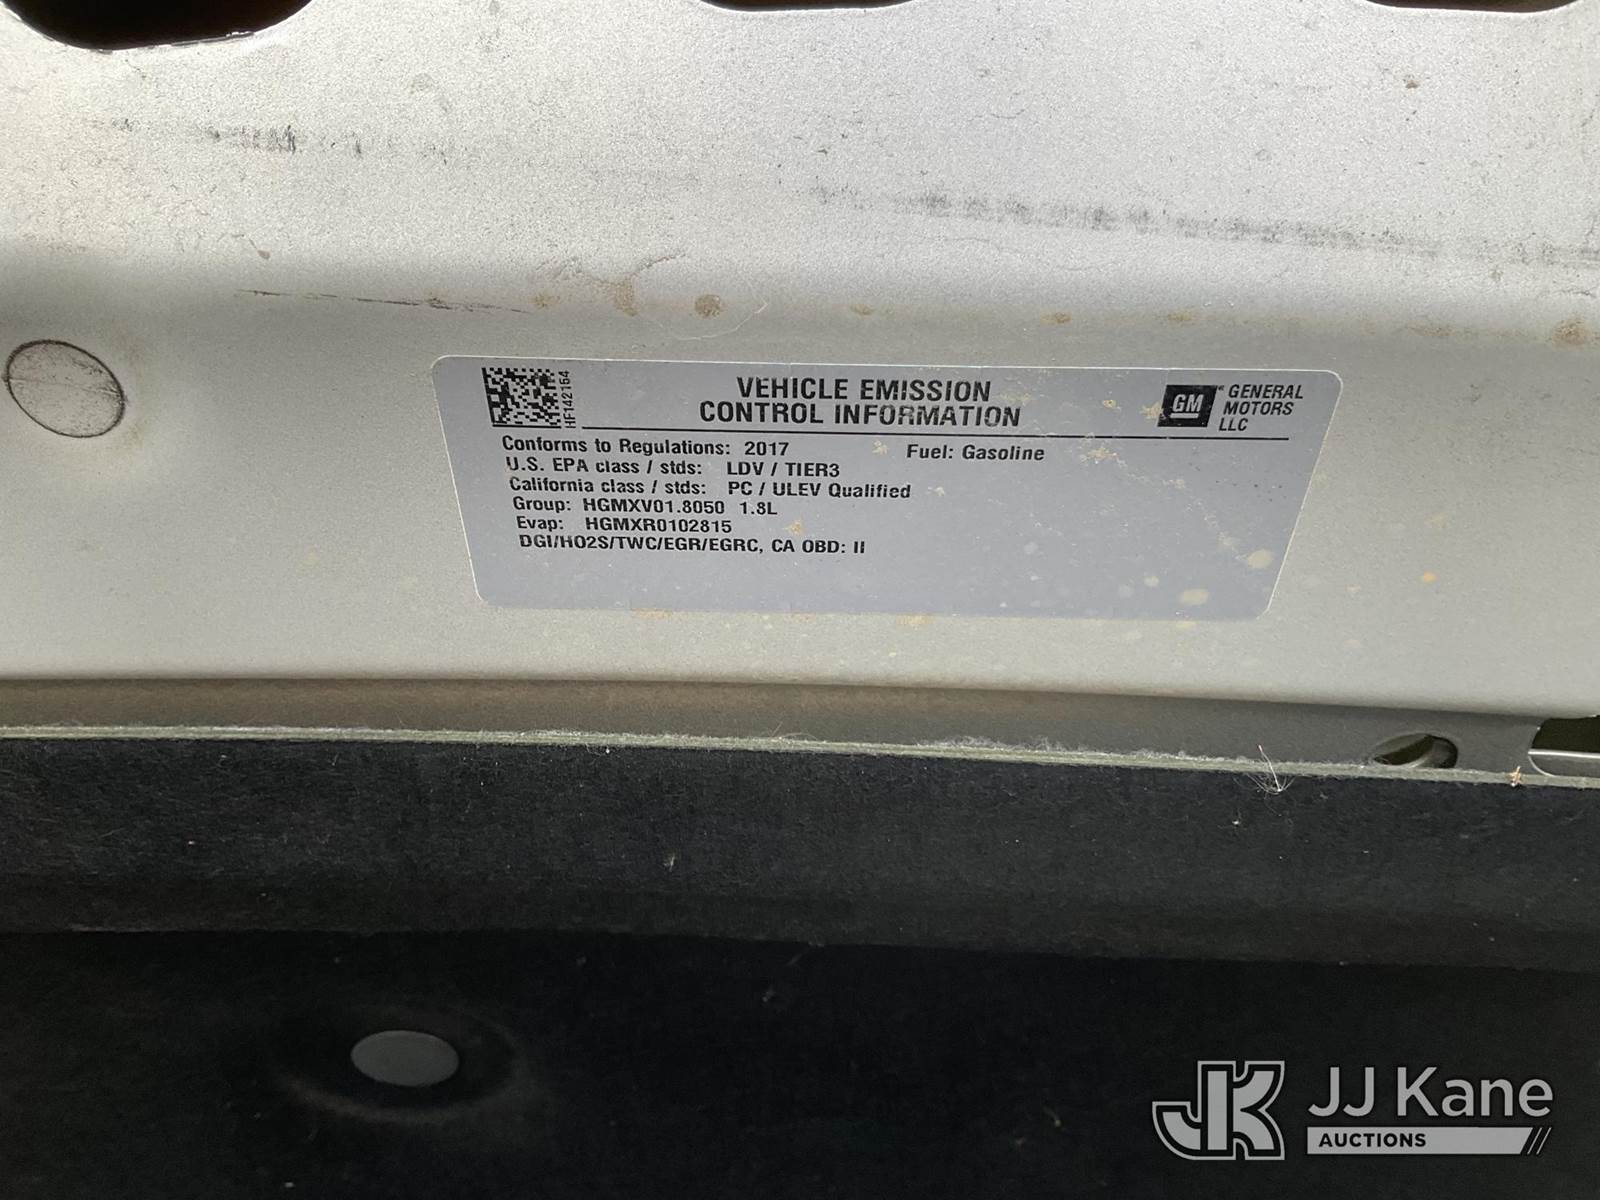 HF142154
VEHICLE EMISSION
CONTROL INFORMATION
GM
GENERAL
MOTORS
LLC
Conforms to Regulations: 2017 Fuel: Gasoline
U.S. EPA class / stds: LDV / TIER3
California class / stds: PC / ULEV Qualified
Group: HGMXV01.8050 1.8L
Evap: HGMXR0102815
DGI/HO2S/TWC/EGR/EGRC, CA OBD: II
JK JJ Kane
AUCTIONS